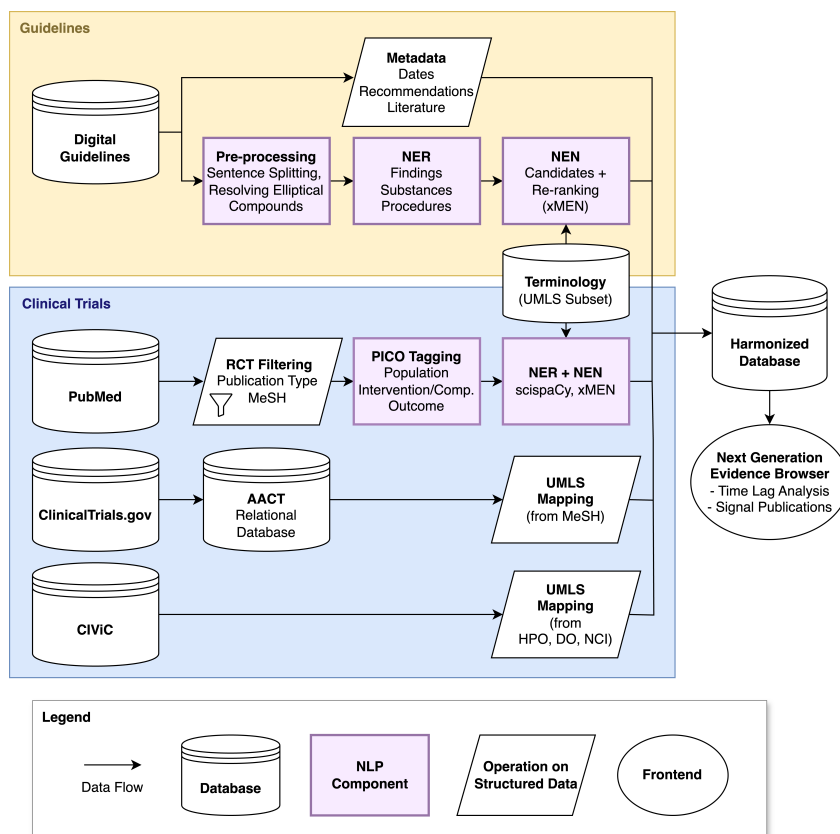 Guidelines
Metadata
Dates
Recommendations
Literature
Digital
Guidelines
Pre-processing
Sentence Splitting,
Resolving Elliptical
Compounds
NER
Findings
Substances
Procedures
NEN
Candidates +
Re-ranking
(xMEN)
Terminology
(UMLS Subset)
Clinical Trials
PubMed
RCT Filtering
Publication Type
MeSH
PICO Tagging
Population
Intervention/Comp.
Outcome
NER + NEN
scispaCy, xMEN
Harmonized
Database
Next Generation
Evidence Browser
- Time Lag Analysis
- Signal Publications
ClinicalTrials.gov
AACT
Relational
Database
UMLS
Mapping
(from MeSH)
CIViC
UMLS
Mapping
(from
HPO, DO, NCI)
Legend
Data Flow
Database
NLP
Component
Operation on
Structured Data
Frontend